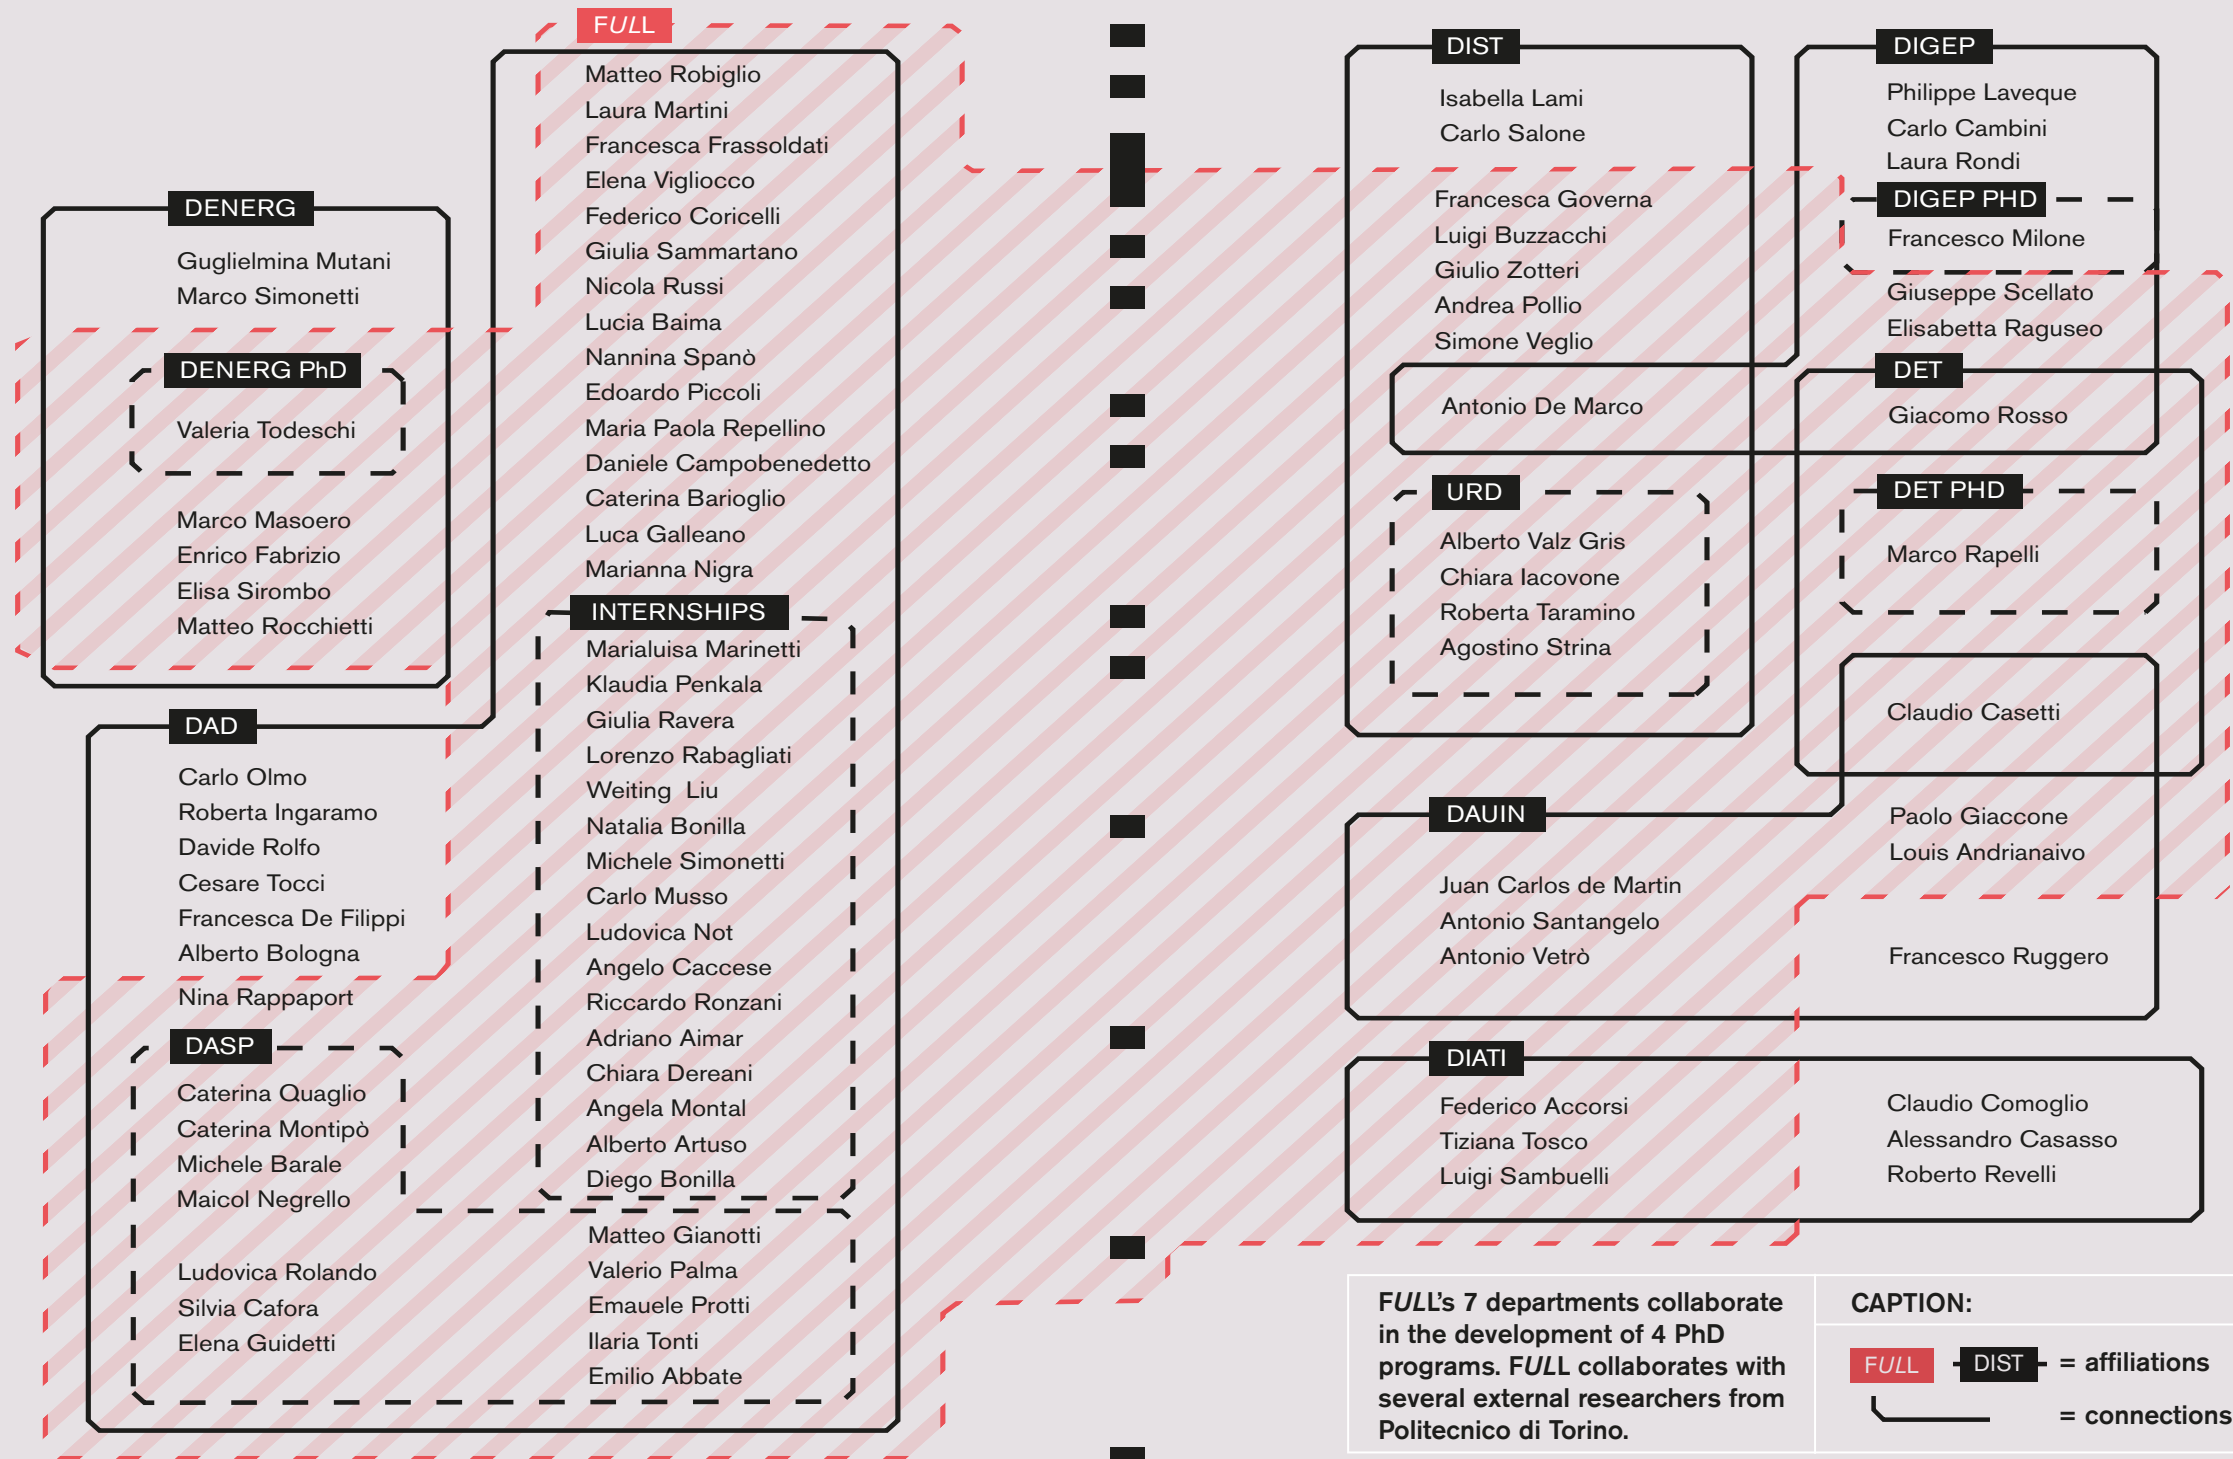 FULL
Matteo Robiglio
Laura Martini
Francesca Frassoldati
Elena Vigliocco
Federico Coricelli
Giulia Sammartano
Nicola Russi
Lucia Baima
Nannina Spanò
Edoardo Piccoli
Maria Paola Repellino
Daniele Campobenedetto
Caterina Barioglio
Luca Galleano
Marianna Nigra
INTERNSHIPS
Marialuisa Marinetti
Klaudia Penkala
Giulia Ravera
Lorenzo Rabagliati
Weiting Liu
Natalia Bonilla
Michele Simonetti
Carlo Musso
Ludovica Not
Angelo Caccese
Riccardo Ronzani
Adriano Aimar
Chiara Dereani
Angela Montal
Alberto Artuso
Diego Bonilla
Matteo Gianotti
Valerio Palma
Emauele Protti
Ilaria Tonti
Emilio Abbate
DENERG
Guglielmina Mutani
Marco Simonetti
DENERG PhD
Valeria Todeschi
Marco Masoero
Enrico Fabrizio
Elisa Sirombo
Matteo Rocchietti
DAD
Carlo Olmo
Roberta Ingaramo
Davide Rolfo
Cesare Tocci
Francesca De Filippi
Alberto Bologna
Nina Rappaport
DASP
Caterina Quaglio
Caterina Montipò
Michele Barale
Maicol Negrello
Ludovica Rolando
Silvia Cafora
Elena Guidetti
DIST
Isabella Lami
Carlo Salone
Francesca Governa
Luigi Buzzacchi
Giulio Zotteri
Andrea Pollio
Simone Veglio
Antonio De Marco
URD
Alberto Valz Gris
Chiara Iacovone
Roberta Taramino
Agostino Strina
DIGEP
Philippe Laveque
Carlo Cambini
Laura Rondi
DIGEP PHD
Francesco Milone
Giuseppe Scellato
Elisabetta Raguseo
DET
Giacomo Rosso
DET PHD
Marco Rapelli
Claudio Casetti
Paolo Giaccone
Louis Andrianaivo
Francesco Ruggero
DAUIN
Juan Carlos de Martin
Antonio Santangelo
Antonio Vetrò
DIATI
Federico Accorsi
Tiziana Tosco
Luigi Sambuelli
Claudio Comoglio
Alessandro Casasso
Roberto Revelli
FULL's 7 departments collaborate
in the development of 4 PhD
programs. FULL collaborates with
several external researchers from
Politecnico di Torino.
CAPTION:
FULL DIST = affiliations
= connections